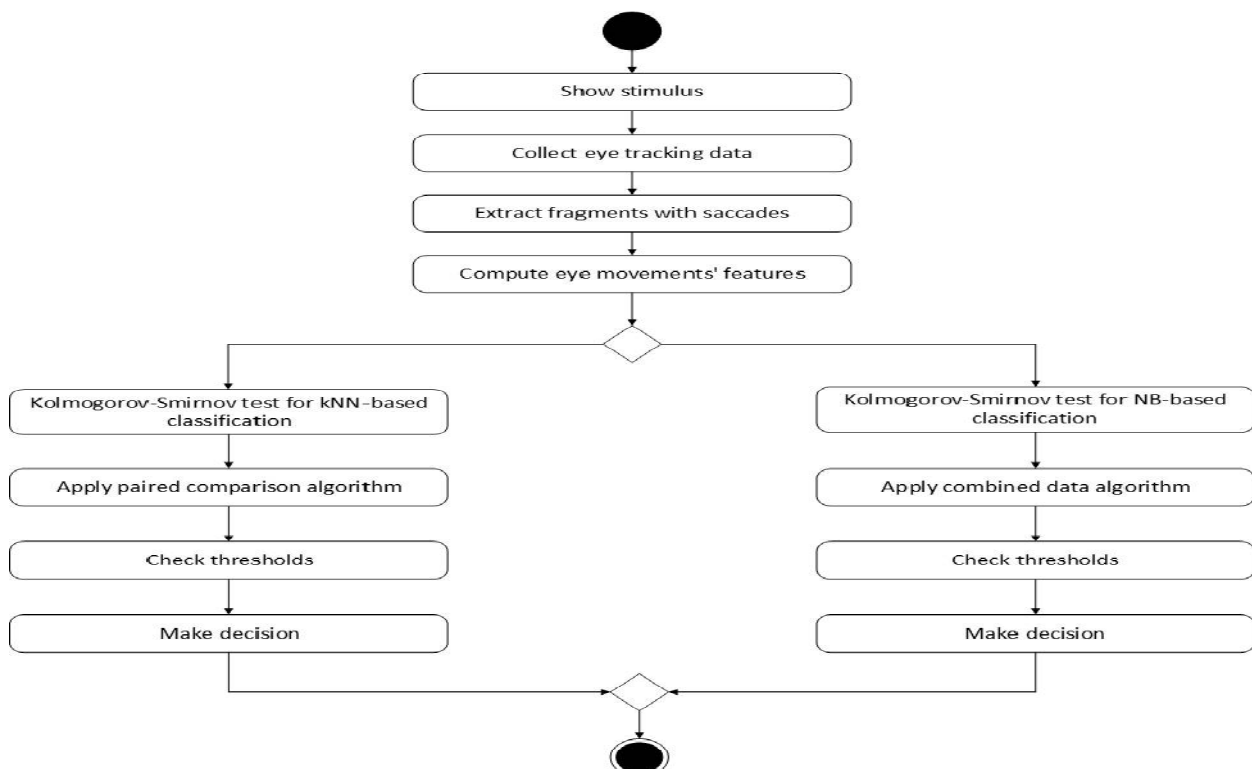 Show stimulus
Collect eye tracking data
Extract fragments with saccades
Compute eye movements' features
Kolmogorov-Smirnov test for kNN-based
classification
Apply paired comparison algorithm
Check thresholds
Make decision
Kolmogorov-Smirnov test for NB-based
classification
Apply combined data algorithm
Check thresholds
Make decision